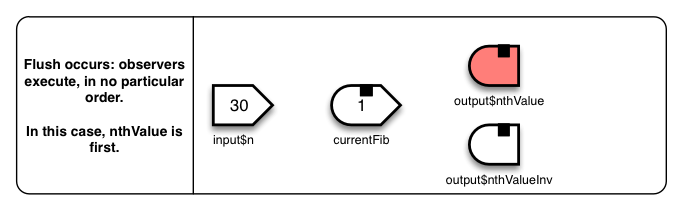 Flush occurs: observers
execute, in no particular
order.
In this case, nthValue is
first.
30
input$n
1
currentFib
output$nthValue
output$nthValueInv